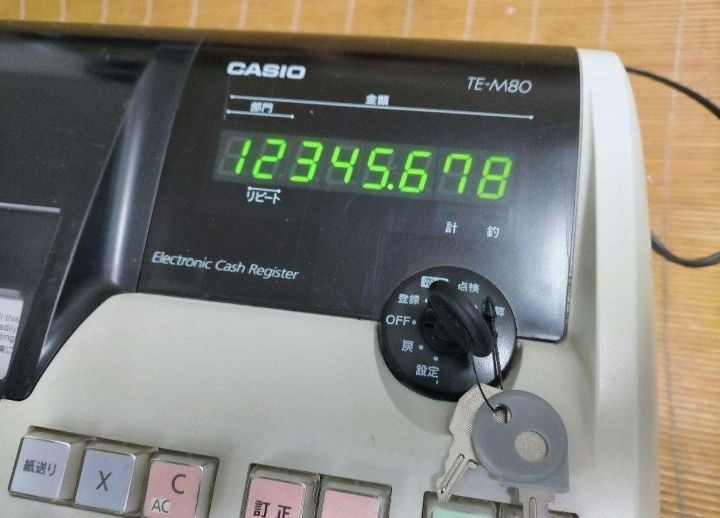 CASIO
TE-M80
金額
部門
12345.678
リピート
計 釣
Electronic Cash Register
点検
登録
算
OFF
戻
設定
紙送り
X
C
AC
訂正